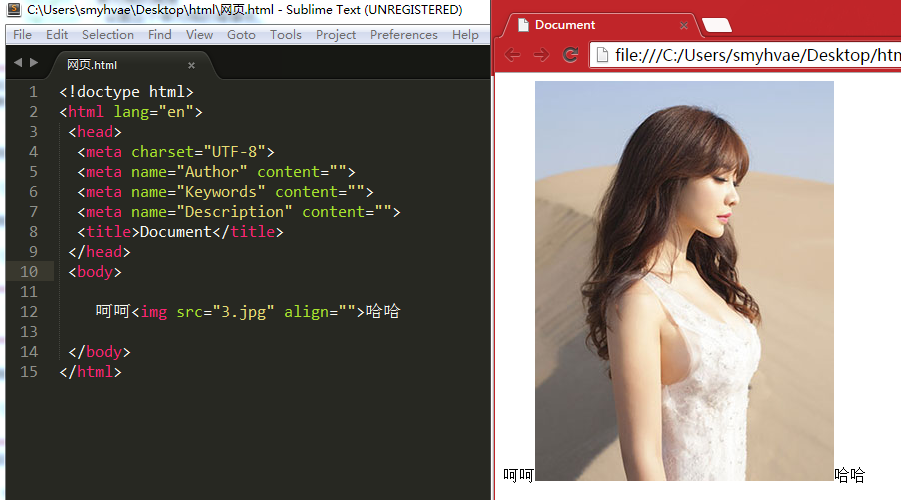 C:\Users\smyhvae\Desktop\html\网页.html - Sublime Text (UNREGISTERED)
File Edit Selection Find View Goto Tools Project Preferences Help
网页.html ×
1 <!doctype html>
2 <html lang="en">
3 <head>
4 <meta charset="UTF-8">
5 <meta name="Author" content="">
6 <meta name="Keywords" content="">
7 <meta name="Description" content="">
8 <title>Document</title>
9 </head>
10 <body>
11
12 呵呵<img src="3.jpg" align="">哈哈
13
14 </body>
15 </html>
Document ×
file:///C:/Users/smyhvae/Desktop/htm
呵呵 哈哈